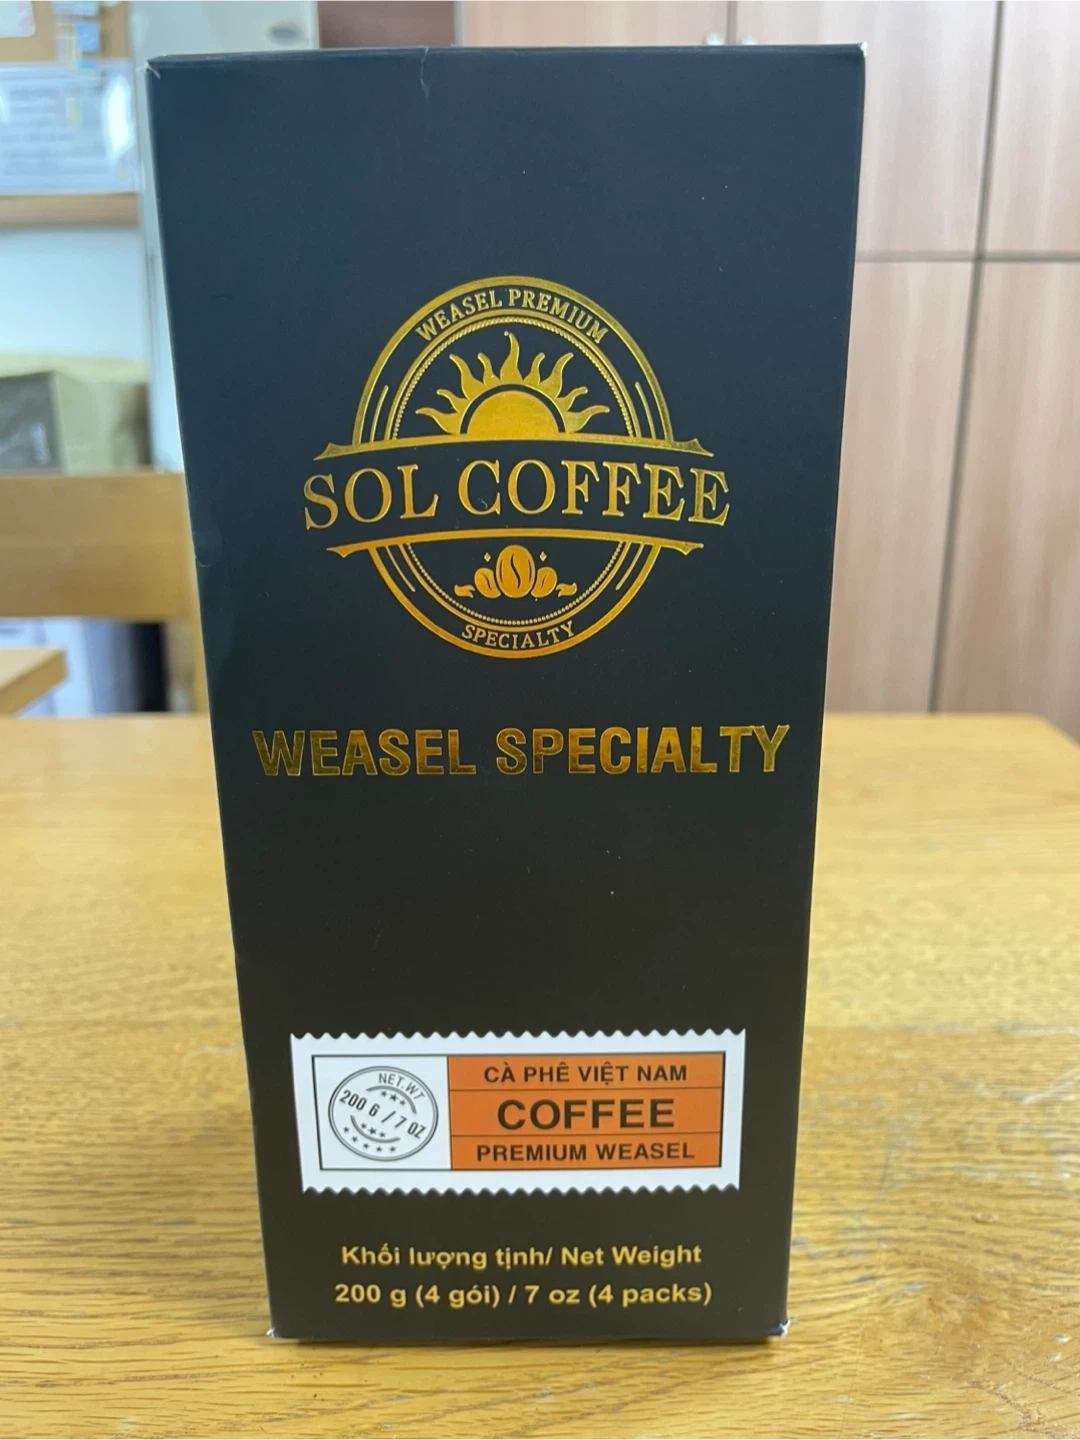 WEASEL PREMIUM
SOL COFFEE
SPECIALTY
WEASEL SPECIALTY
NET.WT
200 G / 7 OZ
CÀ PHÊ VIỆT NAM
COFFEE
PREMIUM WEASEL
Khối lượng tịnh/ Net Weight
200 g (4 gói) / 7 oz (4 packs)